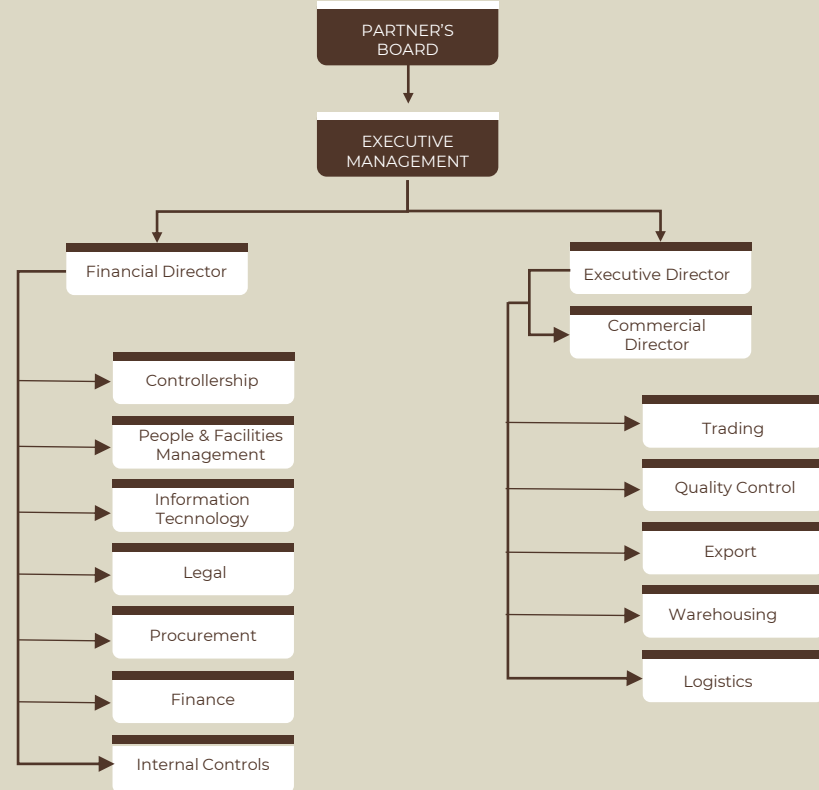 PARTNER'S
BOARD
EXECUTIVE
MANAGEMENT
Financial Director
Controllership
People & Facilities
Management
Information
Tecnnology
Legal
Procurement
Finance
Internal Controls
Executive Director
Commercial
Director
Trading
Quality Control
Export
Warehousing
Logistics